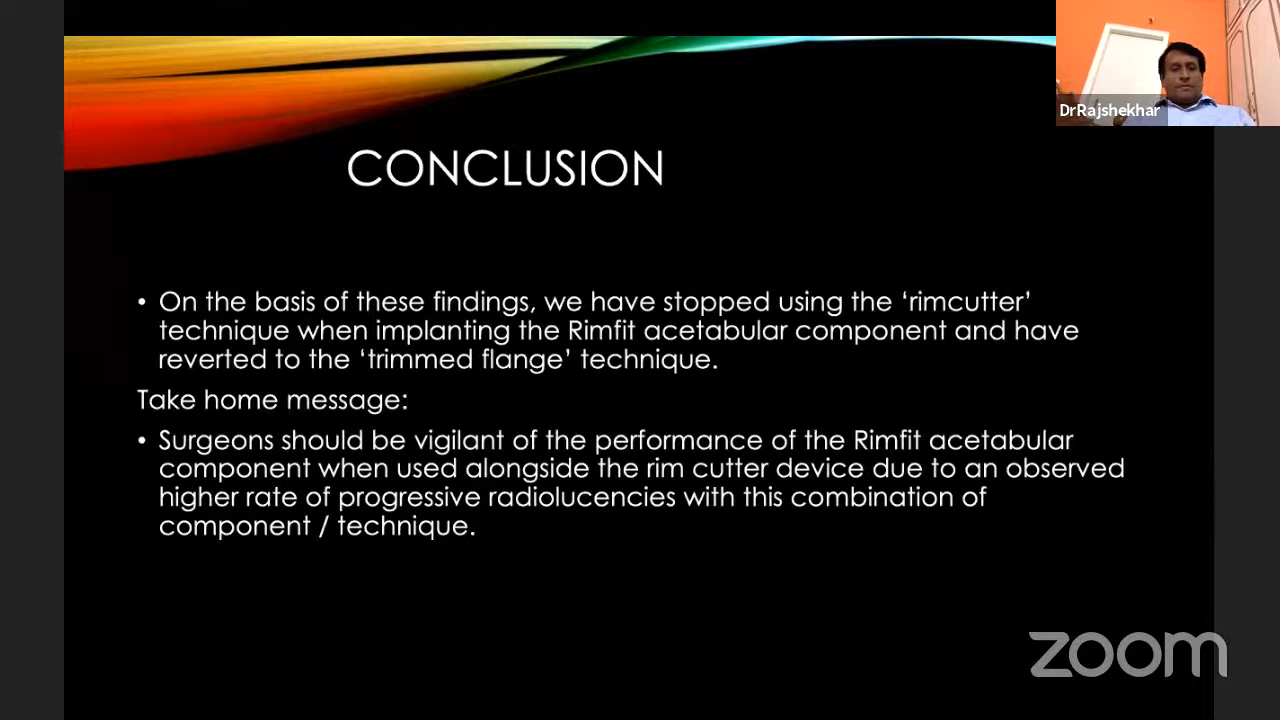 DrRajshekhar
CONCLUSION
• On the basis of these findings, we have stopped using the ‘rimcutter’
technique when implanting the Rimfit acetabular component and have
reverted to the ‘trimmed flange’ technique.
Take home message:
• Surgeons should be vigilant of the performance of the Rimfit acetabular
component when used alongside the rim cutter device due to an observed
higher rate of progressive radiolucencies with this combination of
component / technique.
zoom